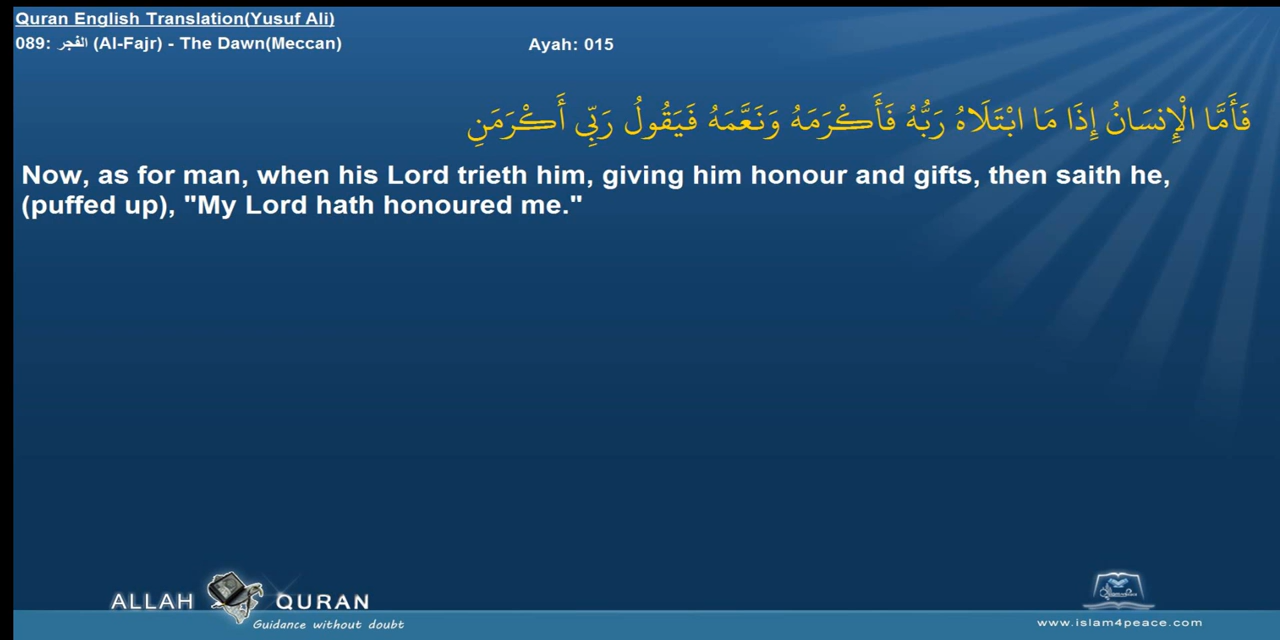 Quran English Translation(Yusuf Ali)
089: الفجر (Al-Fajr) - The Dawn(Meccan)
Ayah: 015
فَأَمَّا الْإِنسَانُ إِذَا مَا ابْتَلَاهُ رَبُّهُ فَأَكْرَمَهُ وَنَعَّمَهُ فَيَقُولُ رَبِّي أَكْرَمَنِ
Now, as for man, when his Lord trieth him, giving him honour and gifts, then saith he,
(puffed up), "My Lord hath honoured me."
ALLAH QURAN
Guidance without doubt
www.islam4peace.com